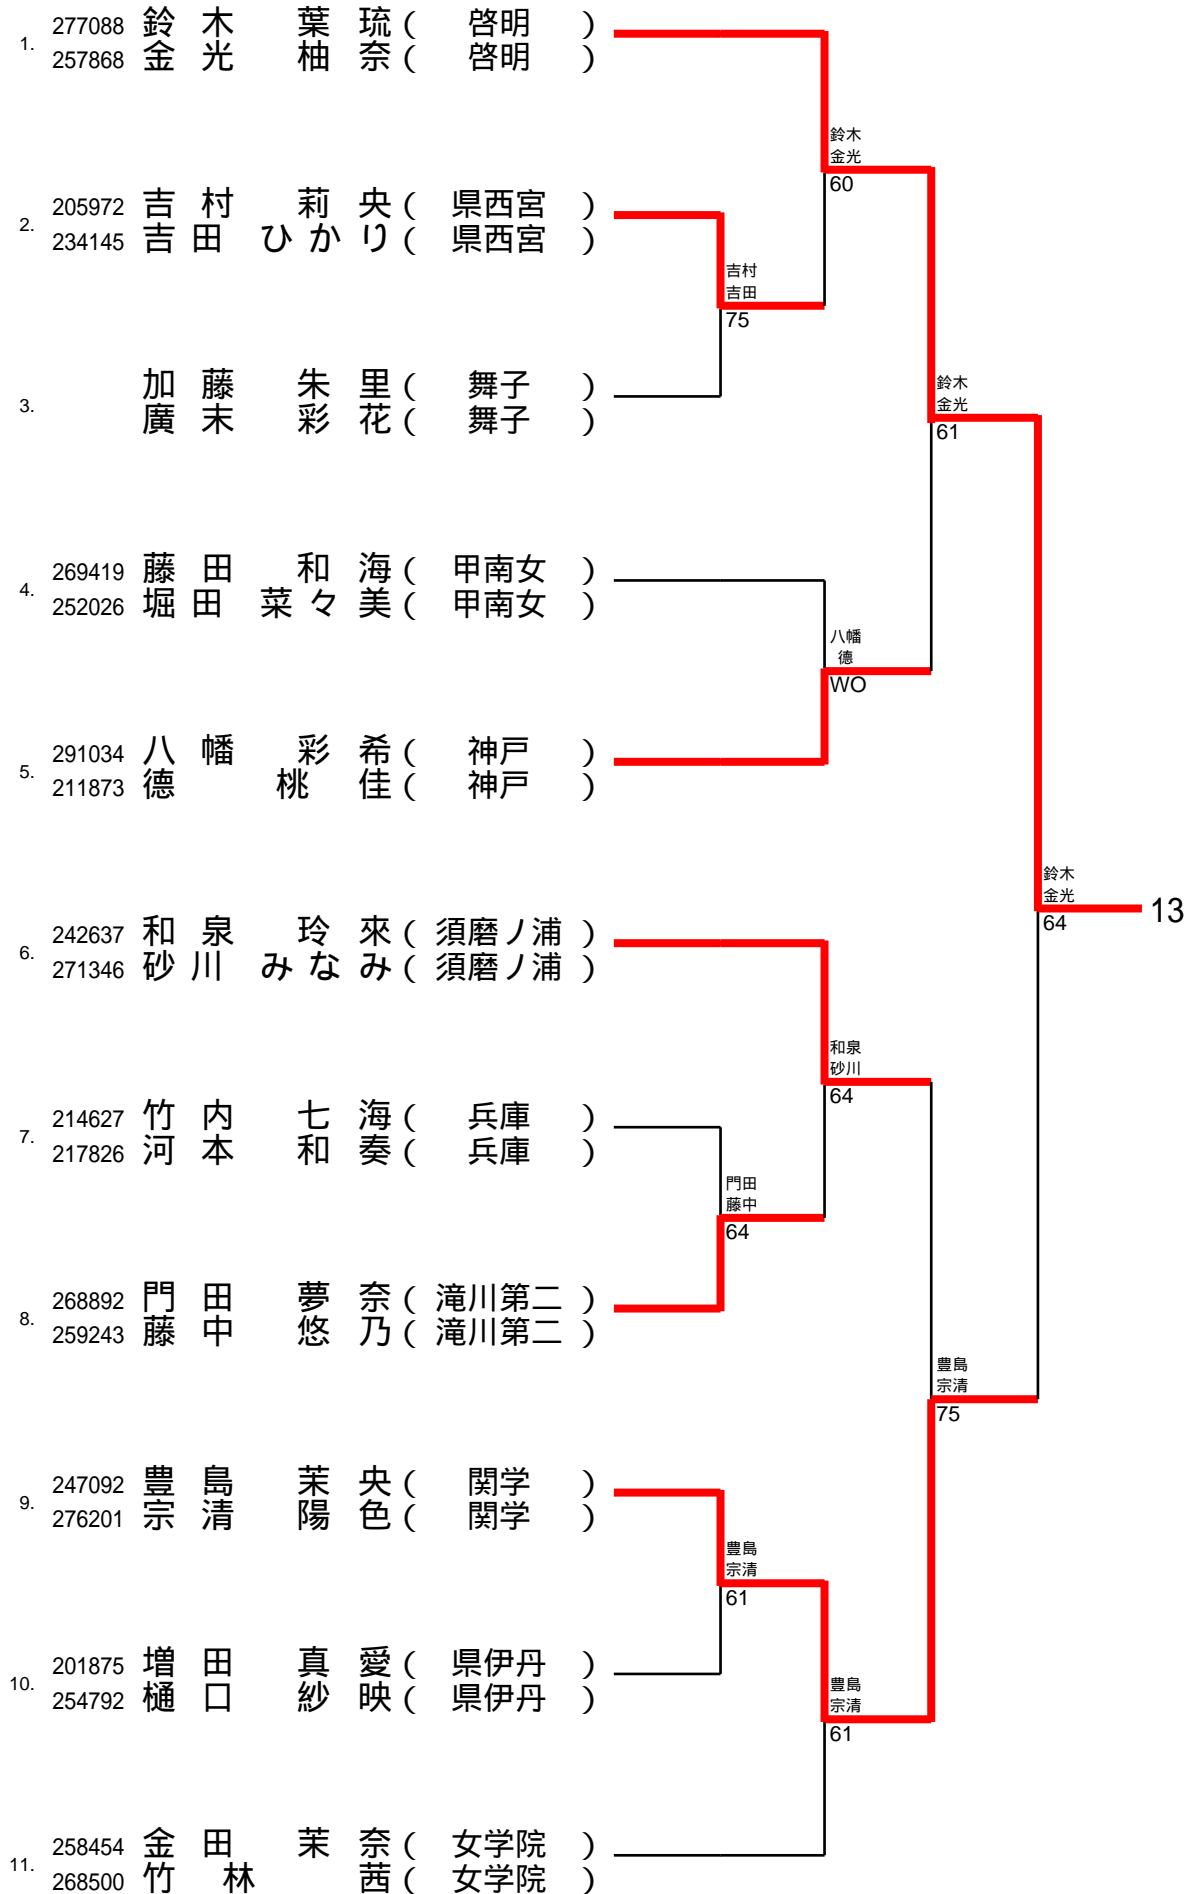 1. 277088 鈴木 葉琉 ( 啓明 )
257868 金光 柚奈 ( 啓明 )
鈴木
金光
60
2. 205972 吉村 莉央 ( 県西宮 )
234145 吉田 ひかり ( 県西宮 )
吉村
吉田
75
3. 加藤 朱里 ( 舞子 )
廣末 彩花 ( 舞子 )
鈴木
金光
61
4. 269419 藤田 和海 ( 甲南女 )
252026 堀田 菜々美 ( 甲南女 )
八幡
德
WO
5. 291034 八幡 彩希 ( 神戸 )
211873 德 桃佳 ( 神戸 )
鈴木
金光
64
13
6. 242637 和泉 玲來 ( 須磨ノ浦 )
271346 砂川 みなみ ( 須磨ノ浦 )
和泉
砂川
64
7. 214627 竹内 七海 ( 兵庫 )
217826 河本 和奏 ( 兵庫 )
門田
藤中
64
8. 268892 門田 夢奈 ( 滝川第二 )
259243 藤中 悠乃 ( 滝川第二 )
豊島
宗清
75
9. 247092 豊島 茉央 ( 関学 )
276201 宗清 陽色 ( 関学 )
豊島
宗清
61
10. 201875 増田 真愛 ( 県伊丹 )
254792 樋口 紗映 ( 県伊丹 )
豊島
宗清
61
11. 258454 金田 茉奈 ( 女学院 )
268500 竹林 茜 ( 女学院 )